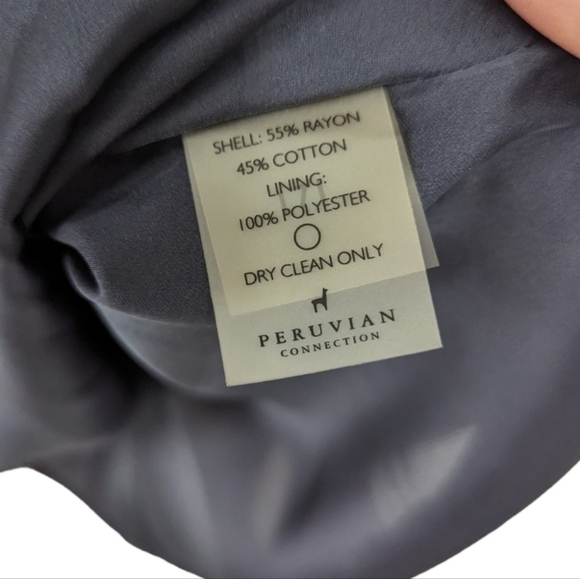 SHELL: 55% RAYON
45% COTTON
LINING:
100% POLYESTER
DRY CLEAN ONLY
PERUVIAN
CONNECTION